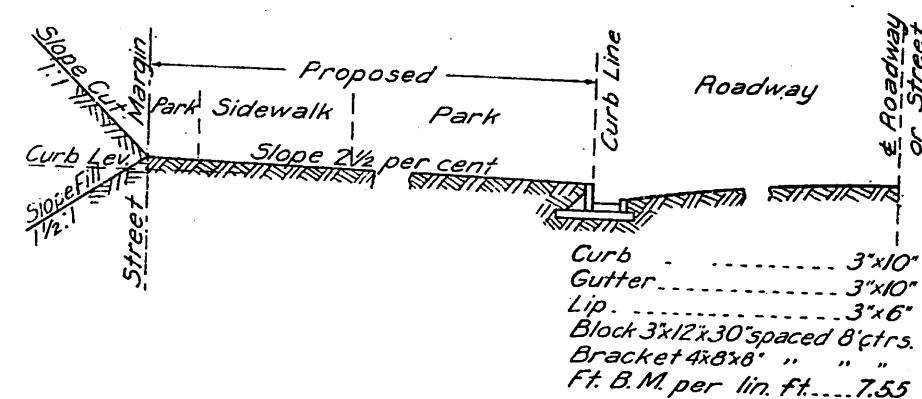 Slope Cut
1:1
Margin
Proposed
Curb Line
Roadway
℄ Roadway
or Street
Park
Sidewalk
Park
Curb Lev.
Slope 2½ per cent
Slope Fill
1½:1
Street
Curb . . ........ 3"x10"
Gutter ........... 3"x10"
Lip ............. 3"x6"
Block 3"x12"x30" spaced 8'ctrs.
Bracket 4"x8"x8" " " "
Ft. B.M. per lin. ft.....7.55